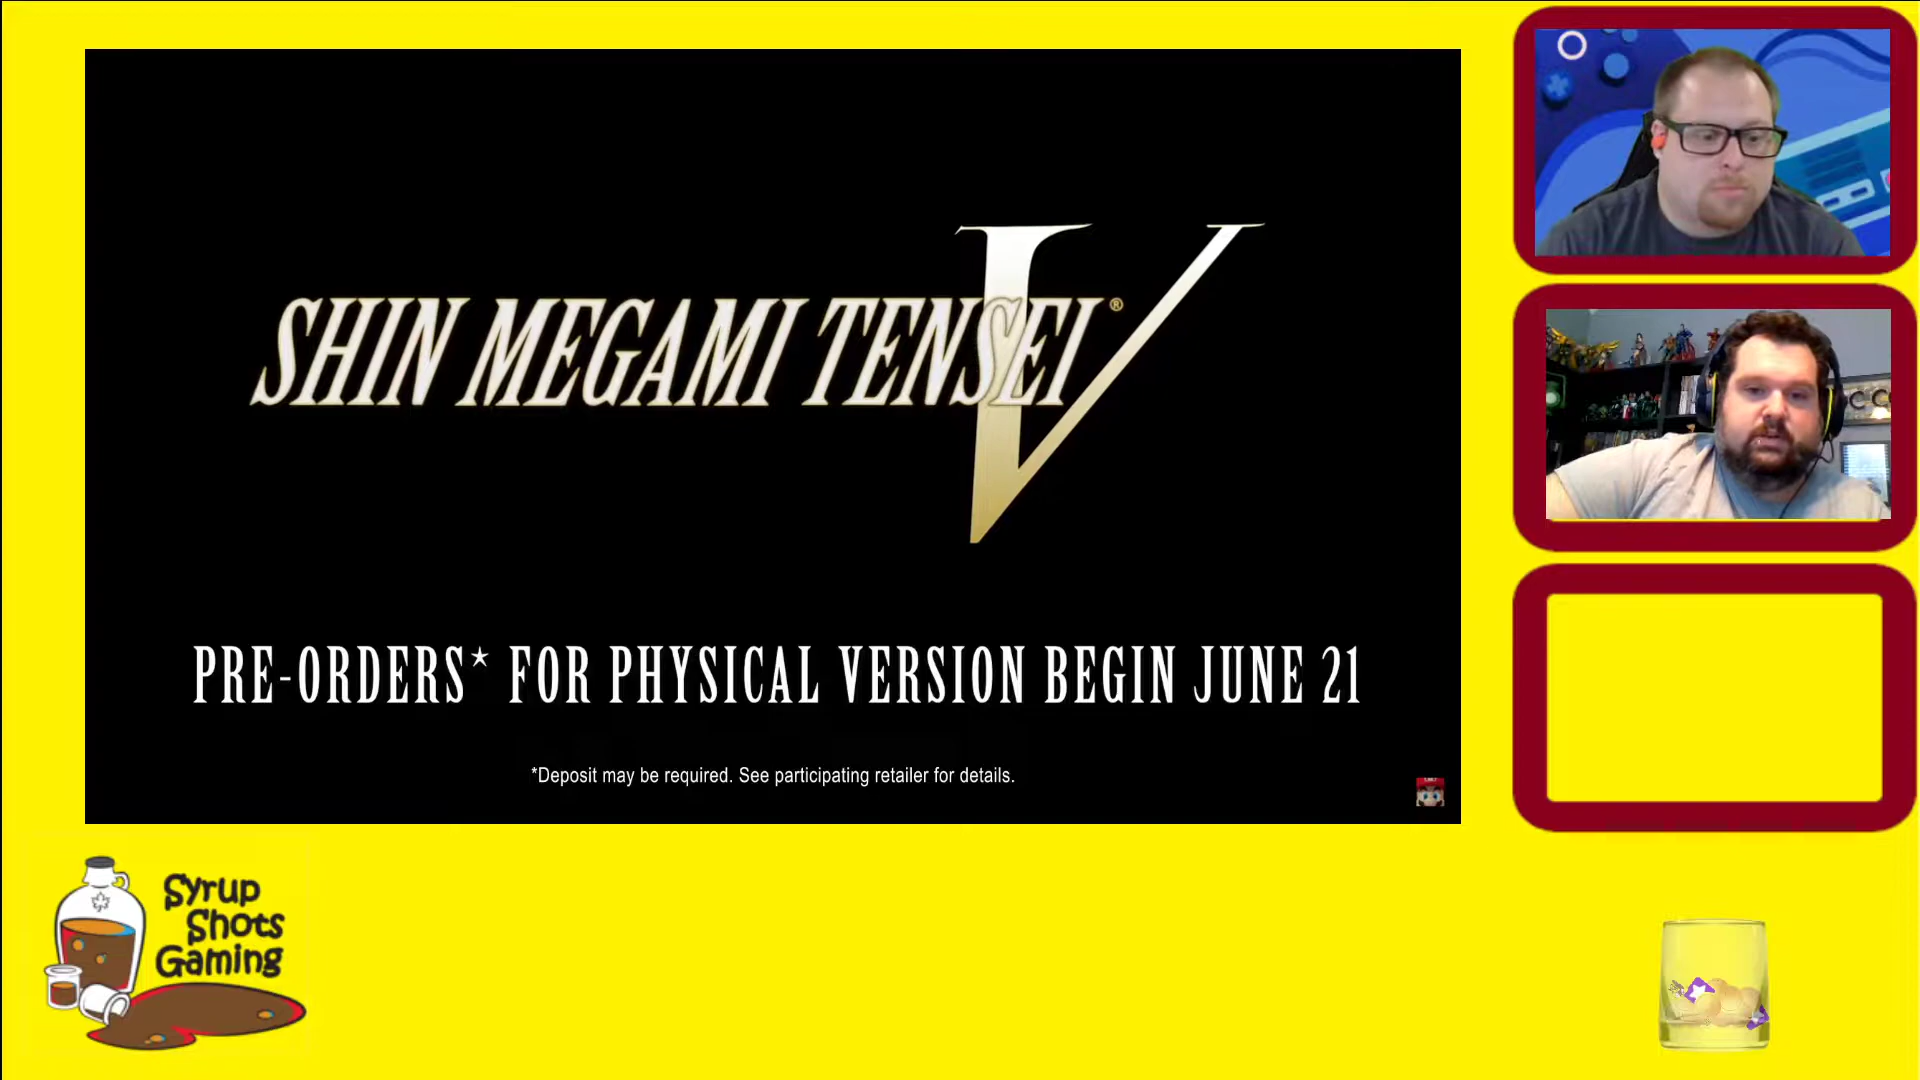 SHIN MEGAMI TENSEI V®
PRE-ORDERS* FOR PHYSICAL VERSION BEGIN JUNE 21
*Deposit may be required. See participating retailer for details.
Syrup
Shots
Gaming